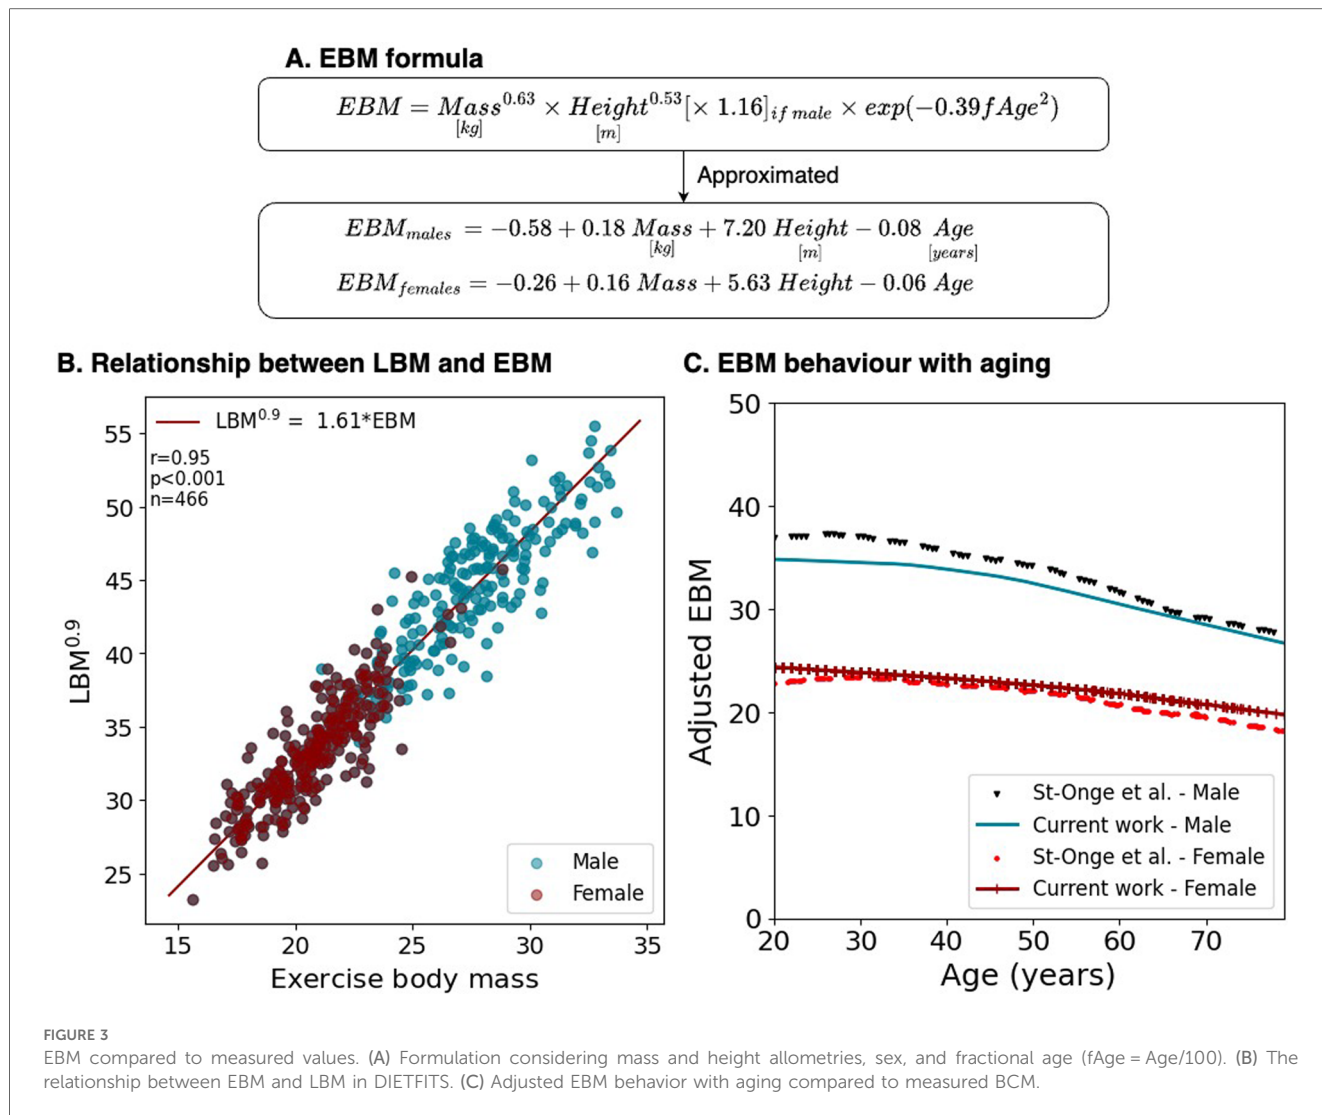 A. EBM formula
EBM = Mass^0.63 × Height^0.53 [× 1.16]_if male × exp(−0.39fAge^2)
[kg] [m]
Approximated
EBM_males = −0.58 + 0.18 Mass + 7.20 Height − 0.08 Age
[kg] [m] [years]
EBM_females = −0.26 + 0.16 Mass + 5.63 Height − 0.06 Age
B. Relationship between LBM and EBM
LBM^0.9 = 1.61*EBM
r=0.95
p<0.001
n=466
55
50
45
40
35
30
25
LBM^0.9
Male
Female
15 20 25 30 35
Exercise body mass
C. EBM behaviour with aging
50
40
30
20
10
0
Adjusted EBM
St-Onge et al. - Male
Current work - Male
St-Onge et al. - Female
Current work - Female
20 30 40 50 60 70
Age (years)
FIGURE 3
EBM compared to measured values. (A) Formulation considering mass and height allometries, sex, and fractional age (fAge = Age/100). (B) The
relationship between EBM and LBM in DIETFITS. (C) Adjusted EBM behavior with aging compared to measured BCM.